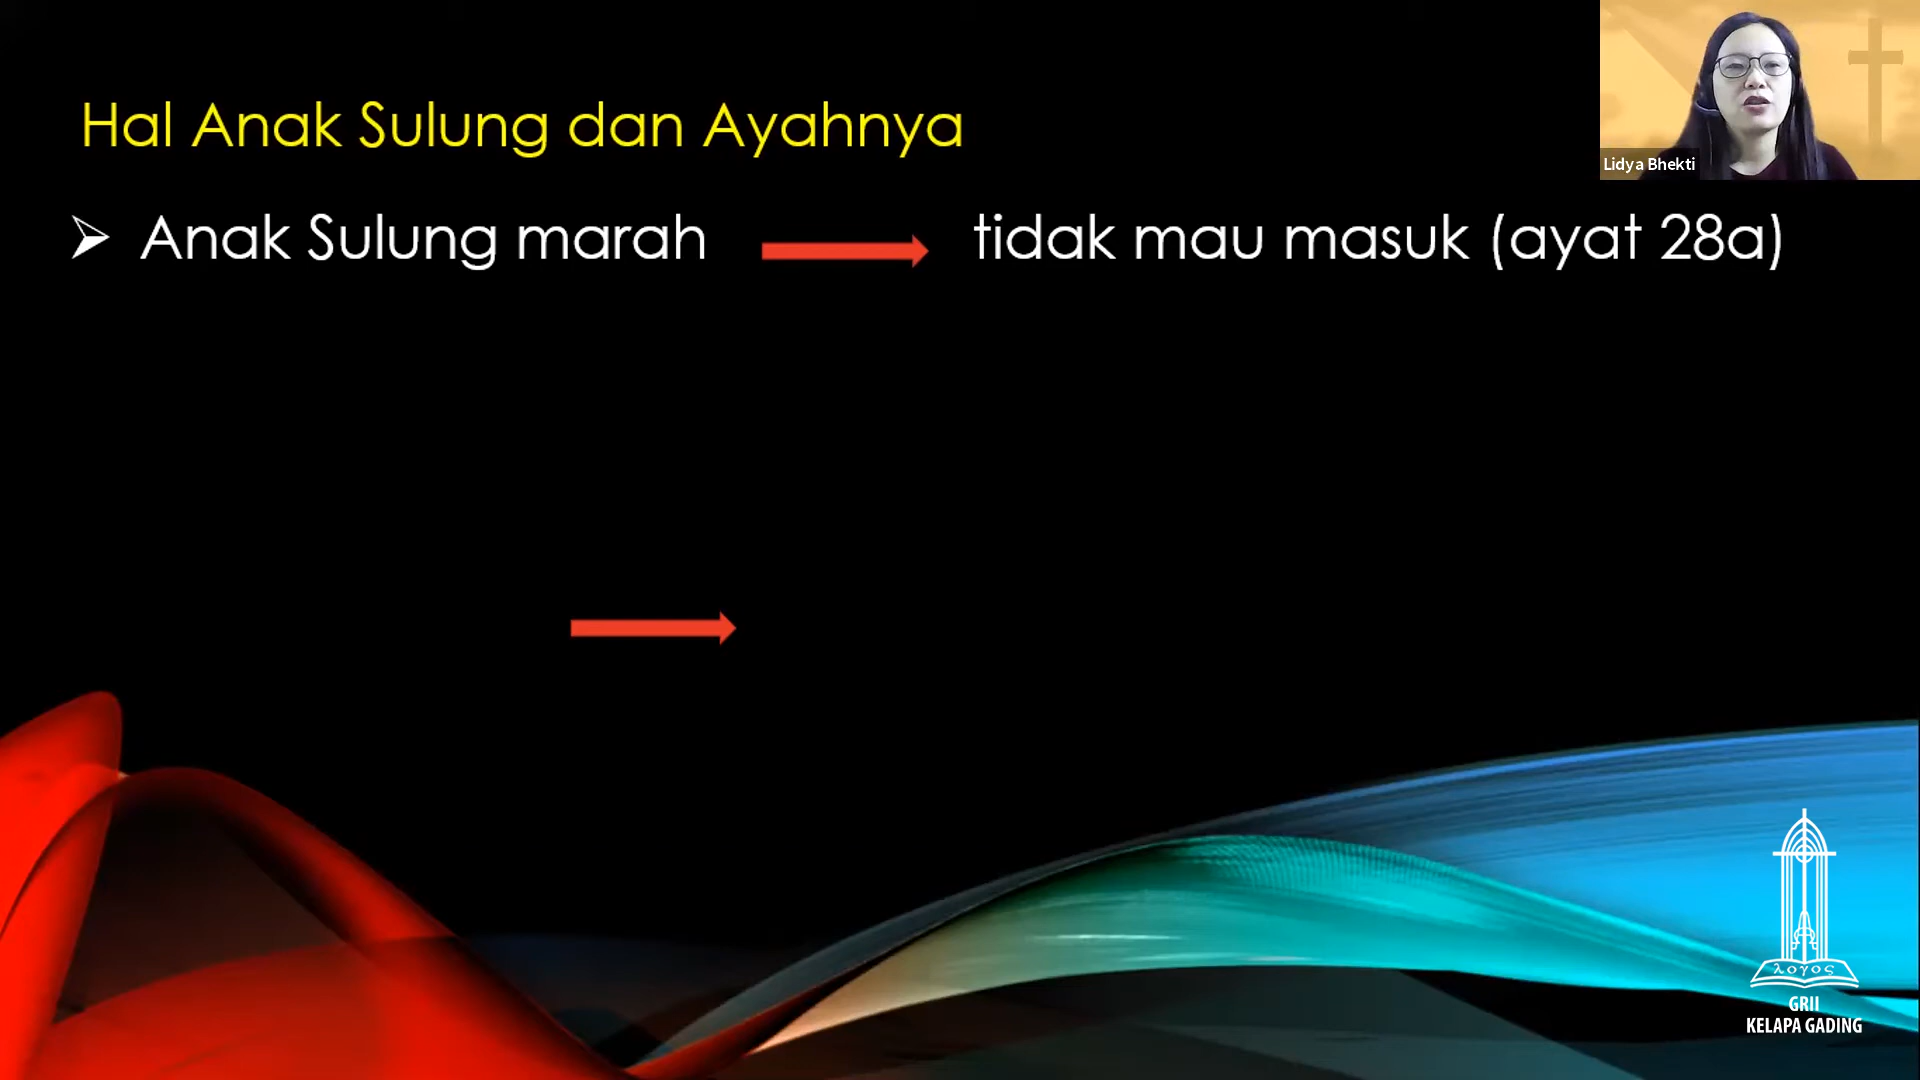 Hal Anak Sulung dan Ayahnya
Lidya Bhekti
Anak Sulung marah tidak mau masuk (ayat 28a)
λογος
GRII
KELAPA GADING